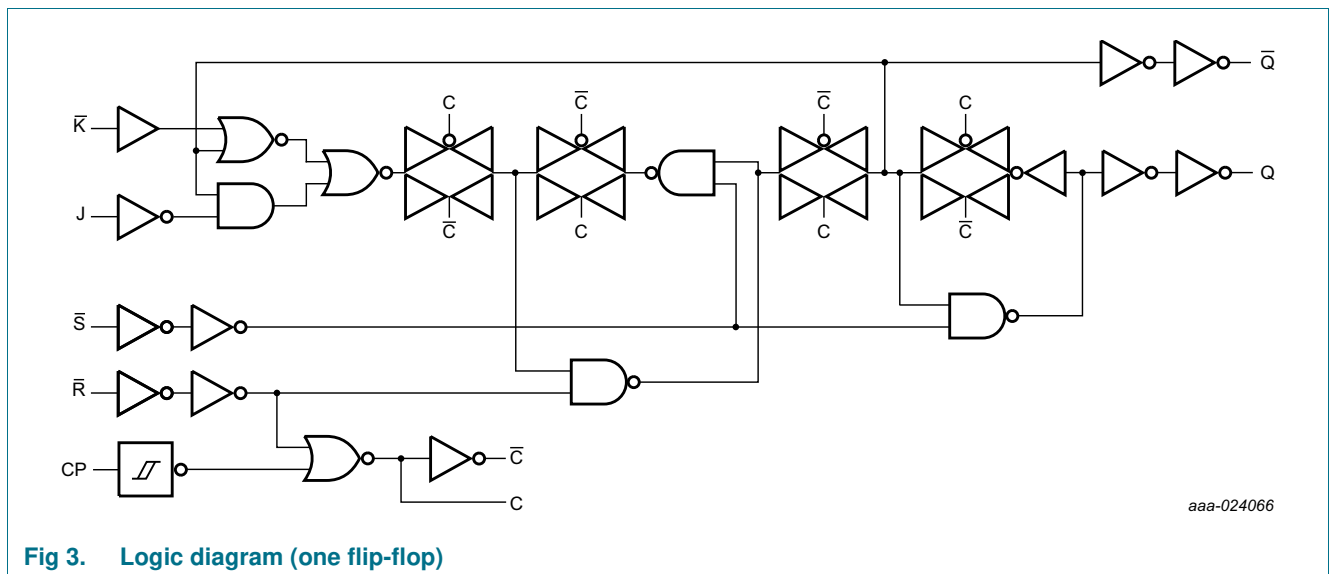 Q̅
K̅
C
C̅
C̅
C
J
C̅
C
C
C̅
Q
S̅
R̅
CP
C̅
C
aaa-024066
Fig 3. Logic diagram (one flip-flop)